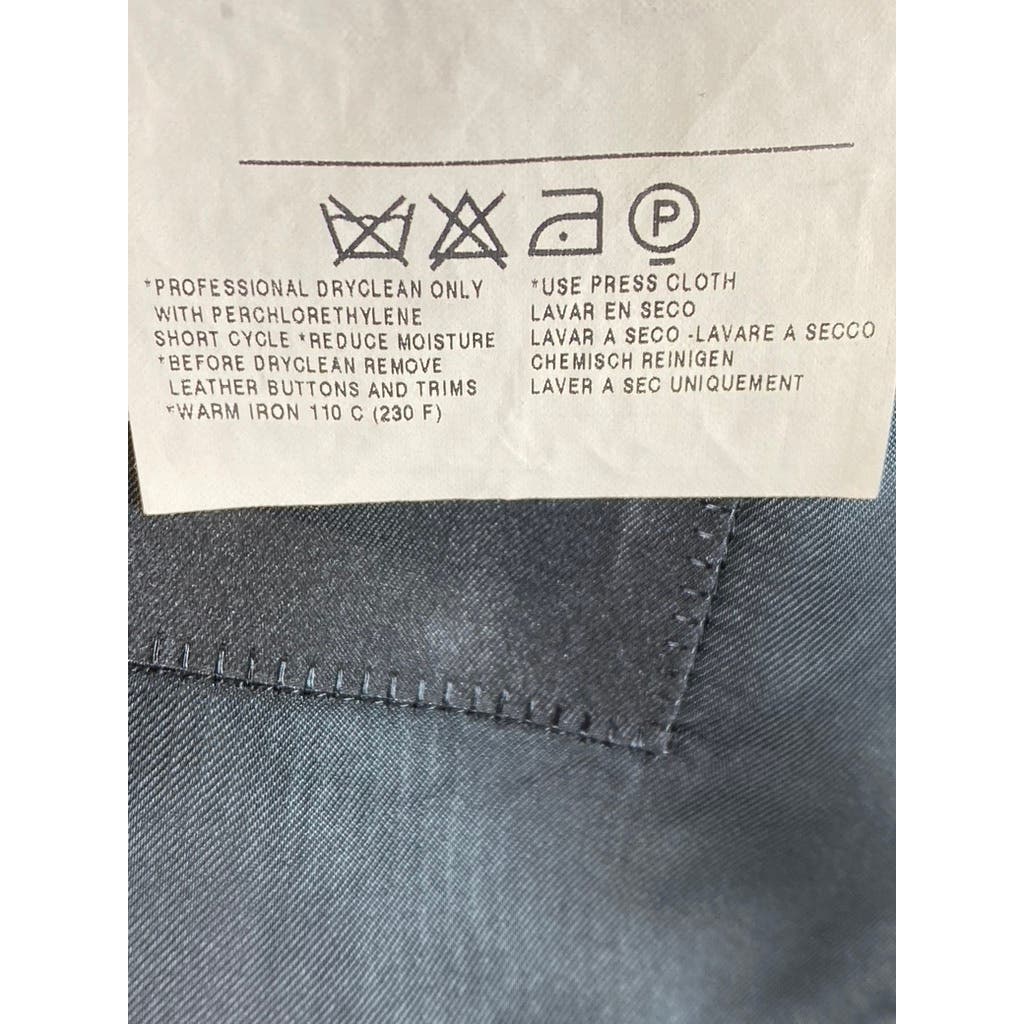 P
*PROFESSIONAL DRYCLEAN ONLY
WITH PERCHLORETHYLENE
SHORT CYCLE *REDUCE MOISTURE
*BEFORE DRYCLEAN REMOVE
LEATHER BUTTONS AND TRIMS
*WARM IRON 110 C (230 F)
*USE PRESS CLOTH
LAVAR EN SECO
LAVAR A SECO -LAVARE A SECCO
CHEMISCH REINIGEN
LAVER A SEC UNIQUEMENT